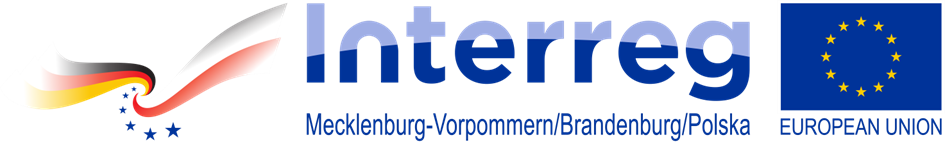 Interreg
Mecklenburg-Vorpommern/Brandenburg/Polska
EUROPEAN UNION